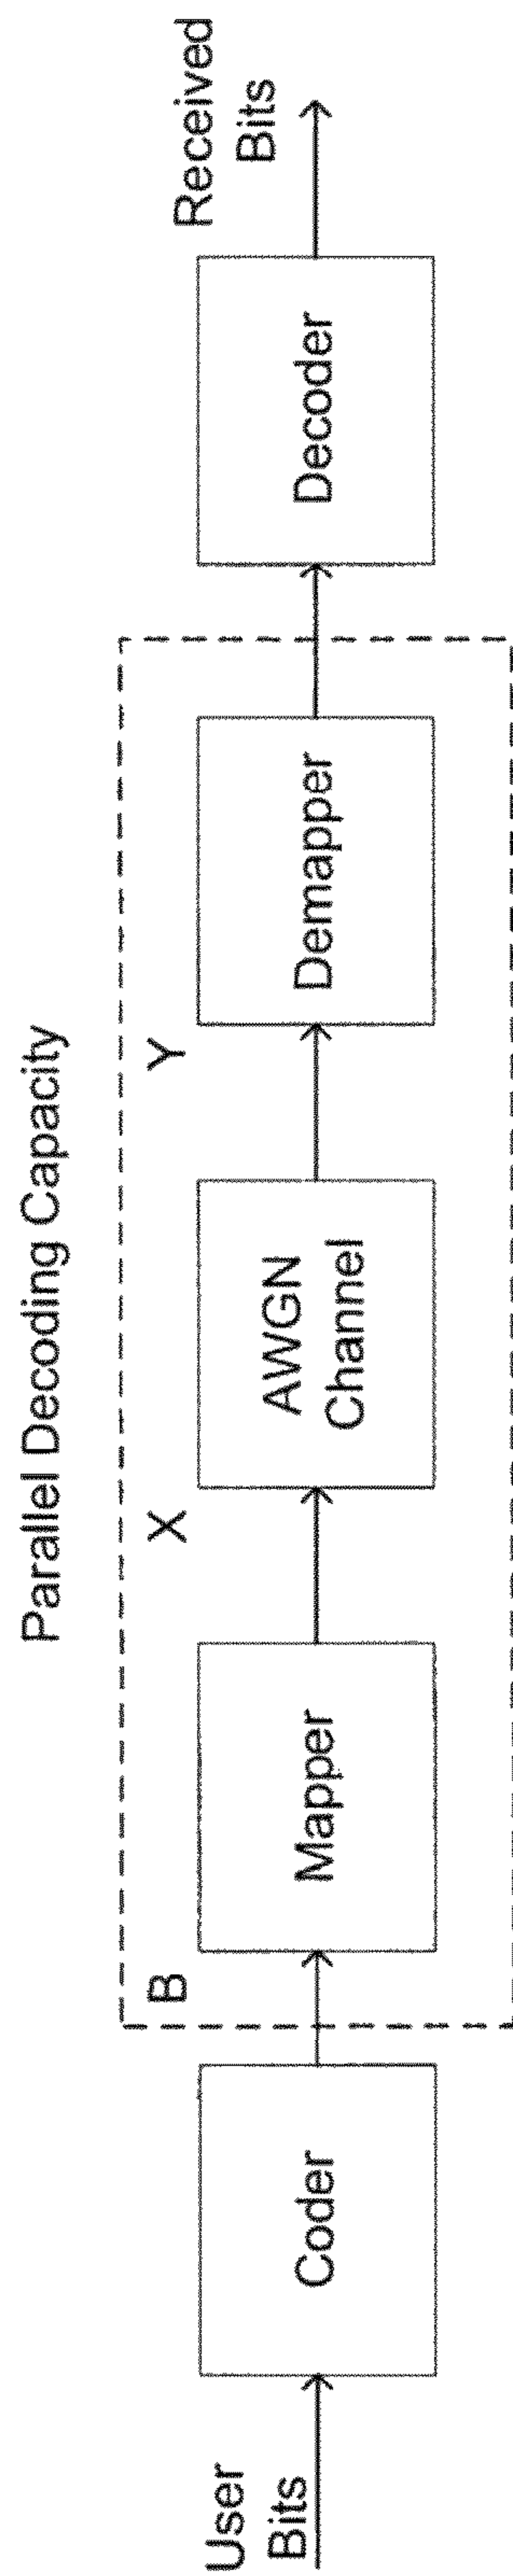 Parallel Decoding Capacity
User
Bits
Coder
B
Mapper
X
AWGN
Channel
Y
Demapper
Decoder
Received
Bits